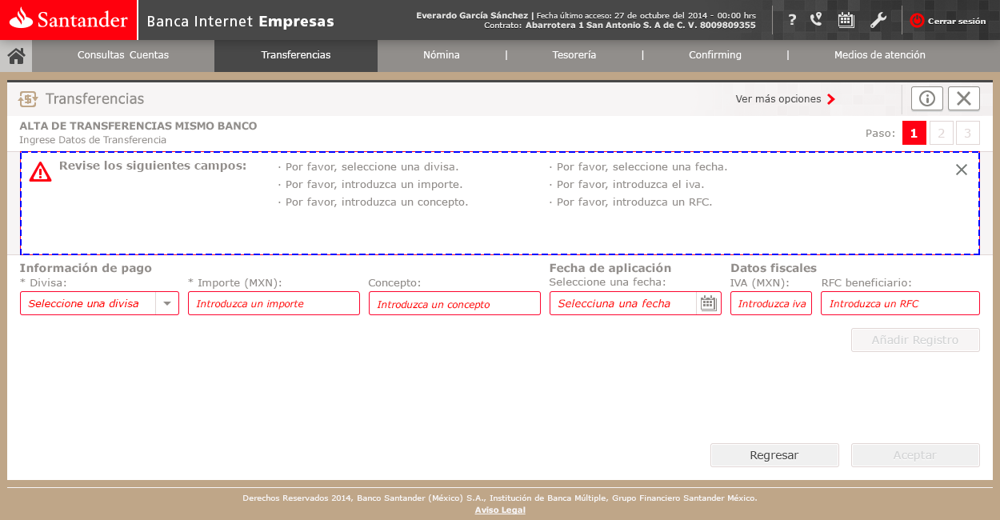 Santander
Banca Internet Empresas
Everardo García Sánchez | Fecha último acceso: 27 de octubre del 2014 - 00:00 hrs
Contrato: Abarrotera 1 San Antonio S. A de C. V. 8009809355
?
Cerrar sesión
Consultas Cuentas
Transferencias
Nómina |
Tesorería |
Confirming |
Medios de atención
Transferencias
Ver más opciones
ALTA DE TRANSFERENCIAS MISMO BANCO
Ingrese Datos de Transferencia
Paso: 1 2 3
Revise los siguientes campos:
· Por favor, seleccione una divisa.
· Por favor, introduzca un importe.
· Por favor, introduzca un concepto.
· Por favor, seleccione una fecha.
· Por favor, introduzca el iva.
· Por favor, introduzca un RFC.
Información de pago
* Divisa:
Seleccione una divisa
* Importe (MXN):
Introduzca un importe
Concepto:
Introduzca un concepto
Fecha de aplicación
Seleccione una fecha:
Selecciuna una fecha
Datos fiscales
IVA (MXN):
Introduzca iva
RFC beneficiario:
Introduzca un RFC
Añadir Registro
Regresar
Aceptar
Derechos Reservados 2014, Banco Santander (México) S.A., Institución de Banca Múltiple, Grupo Financiero Santander México.
Aviso Legal